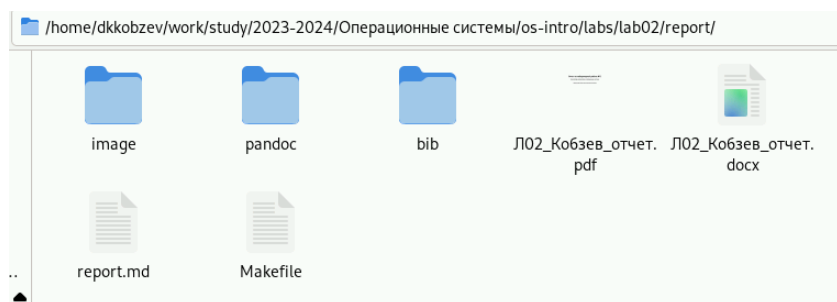 /home/dkkobzev/work/study/2023-2024/Операционные системы/os-intro/labs/lab02/report/
image
pandoc
bib
Л02_Кобзев_отчет.
pdf
Л02_Кобзев_отчет.
docx
report.md
Makefile
..